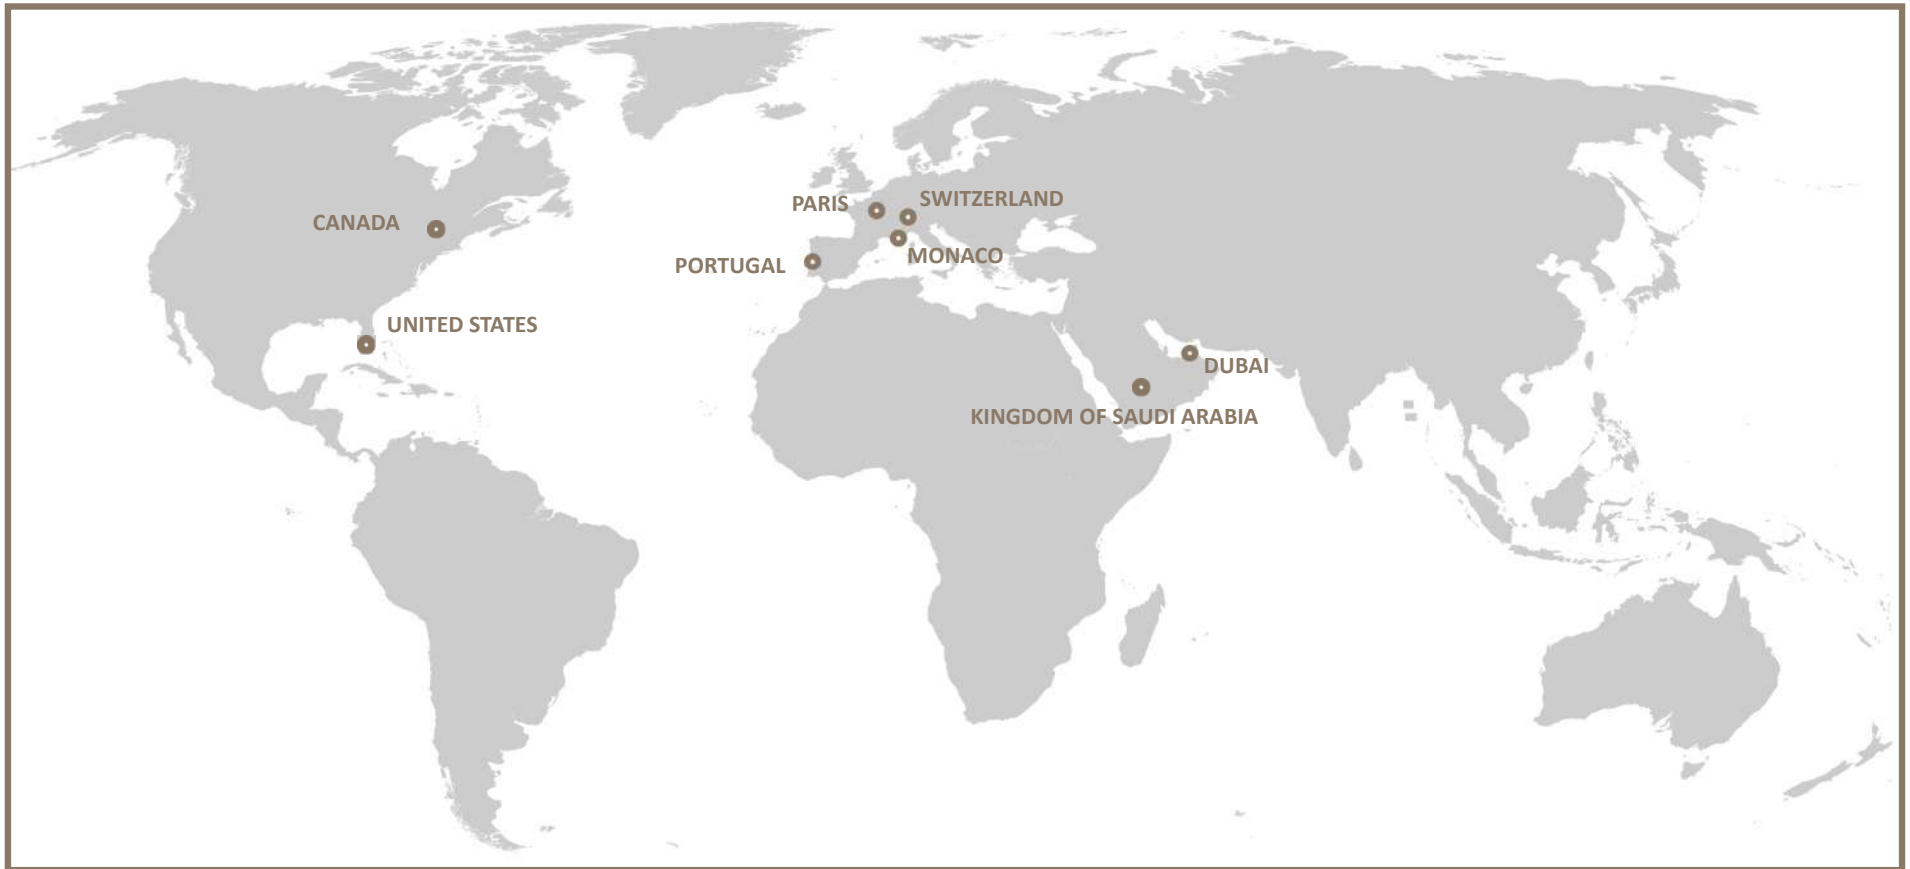 PARIS
SWITZERLAND
CANADA
MONACO
PORTUGAL
UNITED STATES
DUBAI
KINGDOM OF SAUDI ARABIA